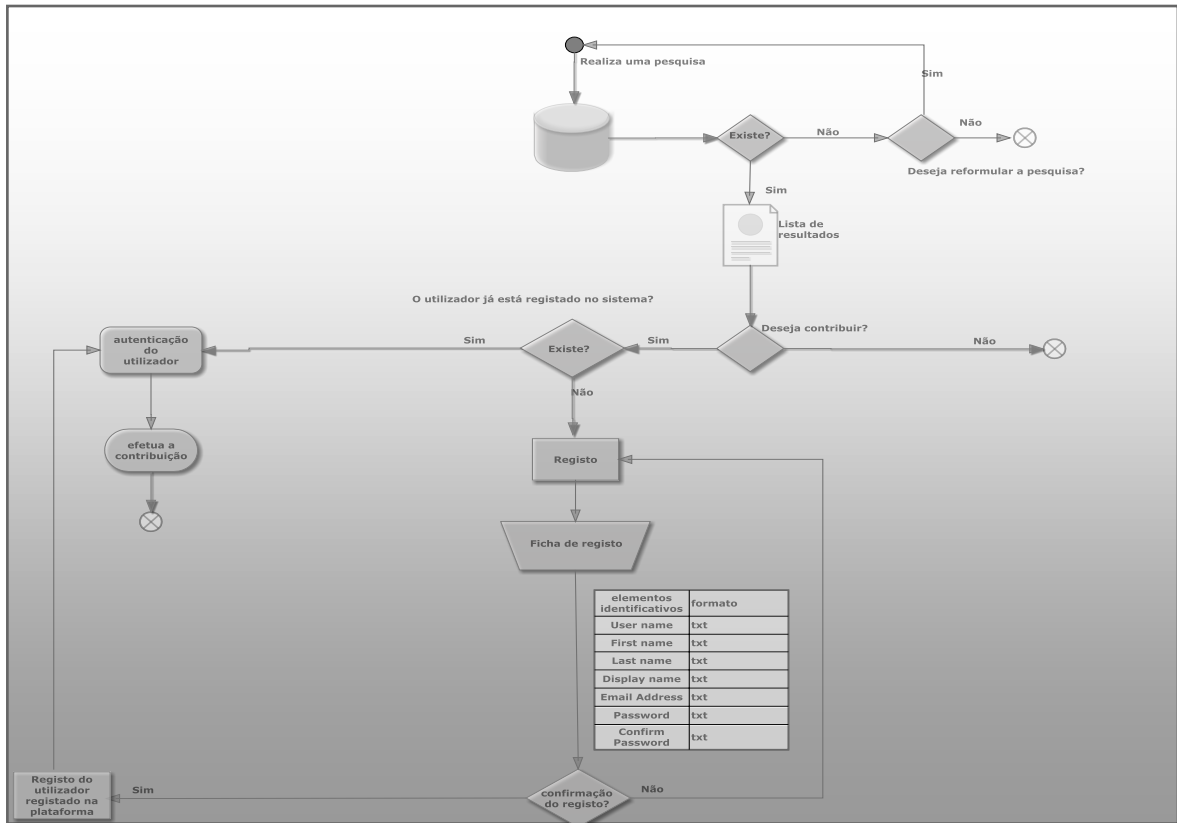 Realiza uma pesquisa
Sim
Existe?
Não
Não
Deseja reformular a pesquisa?
Sim
Lista de
resultados
O utilizador já está registado no sistema?
Deseja contribuir?
autenticação
do
utilizador
Sim
Existe?
Sim
Não
Não
efetua a
contribuição
Registo
Ficha de registo
elementos
identificativos formato
User name txt
First name txt
Last name txt
Display name txt
Email Address txt
Password txt
Confirm
Password txt
Registo do
utilizador
registado na
plataforma
Sim
confirmação
do registo?
Não